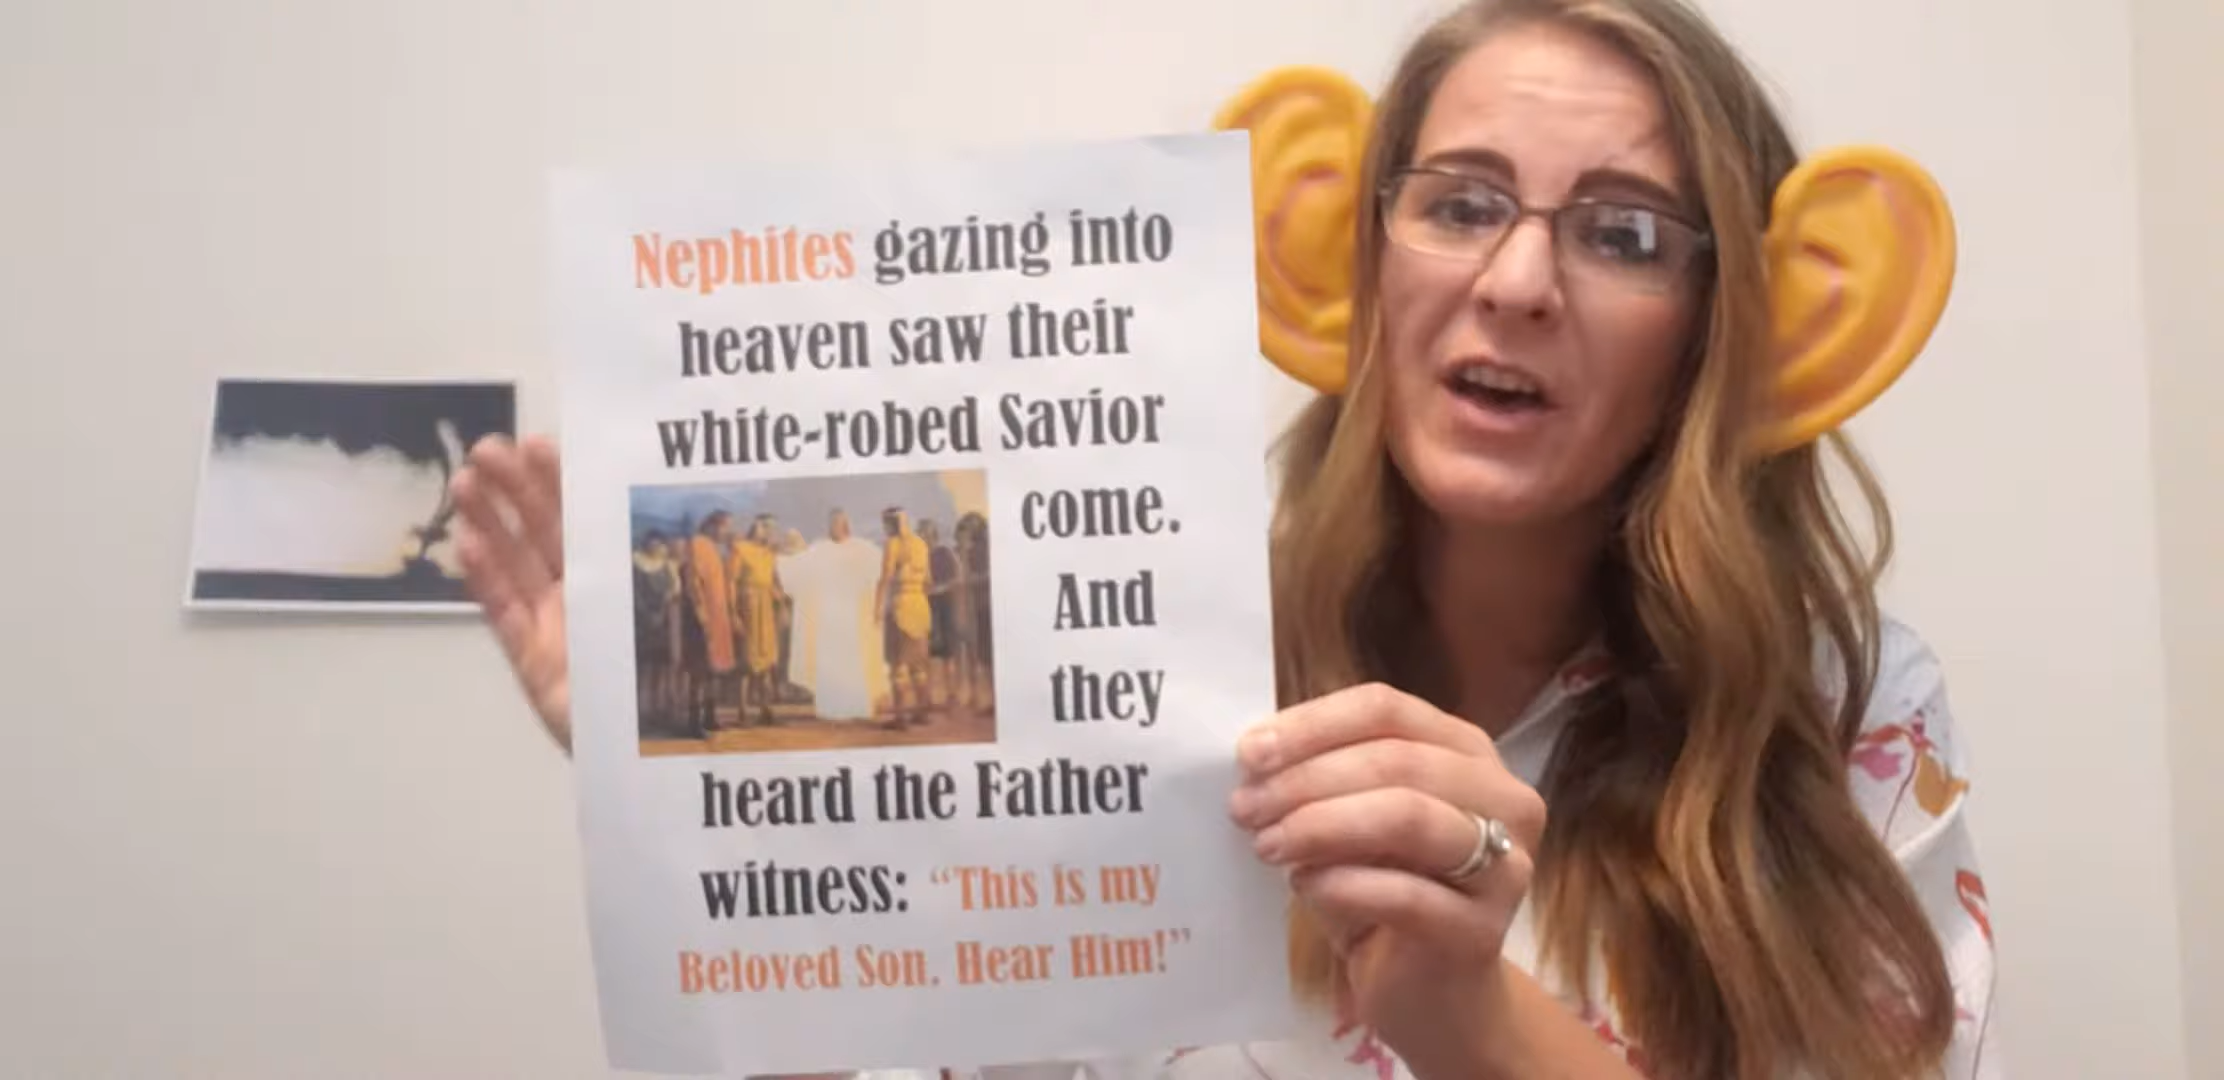 Nephites gazing into
heaven saw their
white-robed Savior
come.
And
they
heard the Father
witness: “This is my
Beloved Son. Hear Him!”